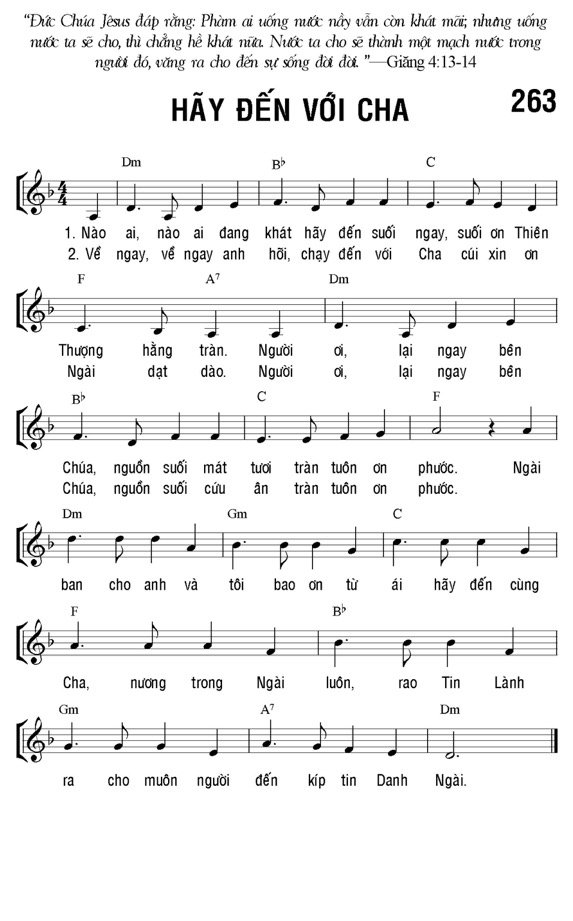 “Đức Chúa Jêsus đáp rằng: Phàm ai uống nước nầy vẫn còn khát mãi; nhưng uống
nước ta sẽ cho, thì chẳng hề khát nữa. Nước ta cho sẽ thành một mạch nước trong
người đó, văng ra cho đến sự sống đời đời.”—Giăng 4:13-14
HÃY ĐẾN VỚI CHA 263
Dm B♭ C
4 4
1. Nào ai, nào ai đang khát hãy đến suối ngay, suối ơn Thiên
2. Về ngay, về ngay anh hỡi, chạy đến với Cha cúi xin ơn
F A7 Dm
Thượng hằng tràn. Người ơi, lại ngay bên
Ngài dạt dào. Người ơi, lại ngay bên
B♭ C F
Chúa, nguồn suối mát tươi tràn tuôn ơn phước. Ngài
Chúa, nguồn suối cứu ân tràn tuôn ơn phước.
Dm Gm C
ban cho anh và tôi bao ơn từ ái hãy đến cùng
F B♭
Cha, nương trong Ngài luôn, rao Tin Lành
Gm A7 Dm
ra cho muôn người đến kíp tin Danh Ngài.